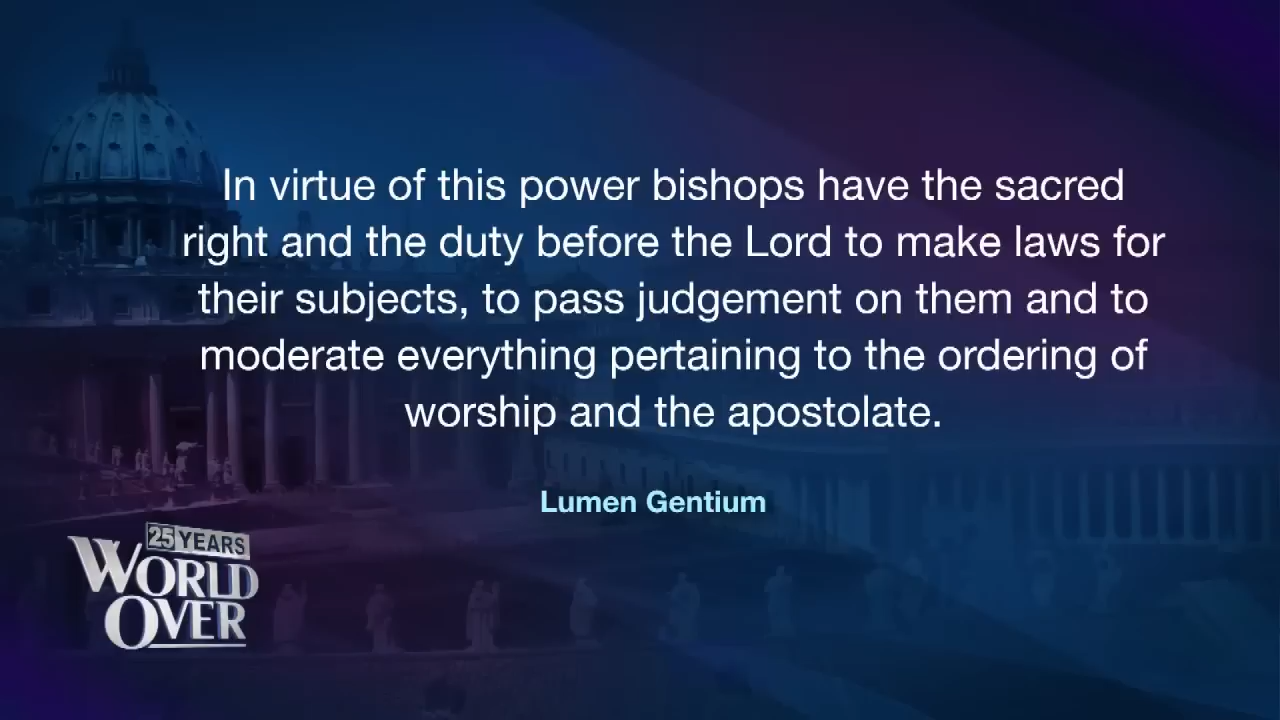 In virtue of this power bishops have the sacred
right and the duty before the Lord to make laws for
their subjects, to pass judgement on them and to
moderate everything pertaining to the ordering of
worship and the apostolate.
Lumen Gentium
25 YEARS
WORLD
OVER